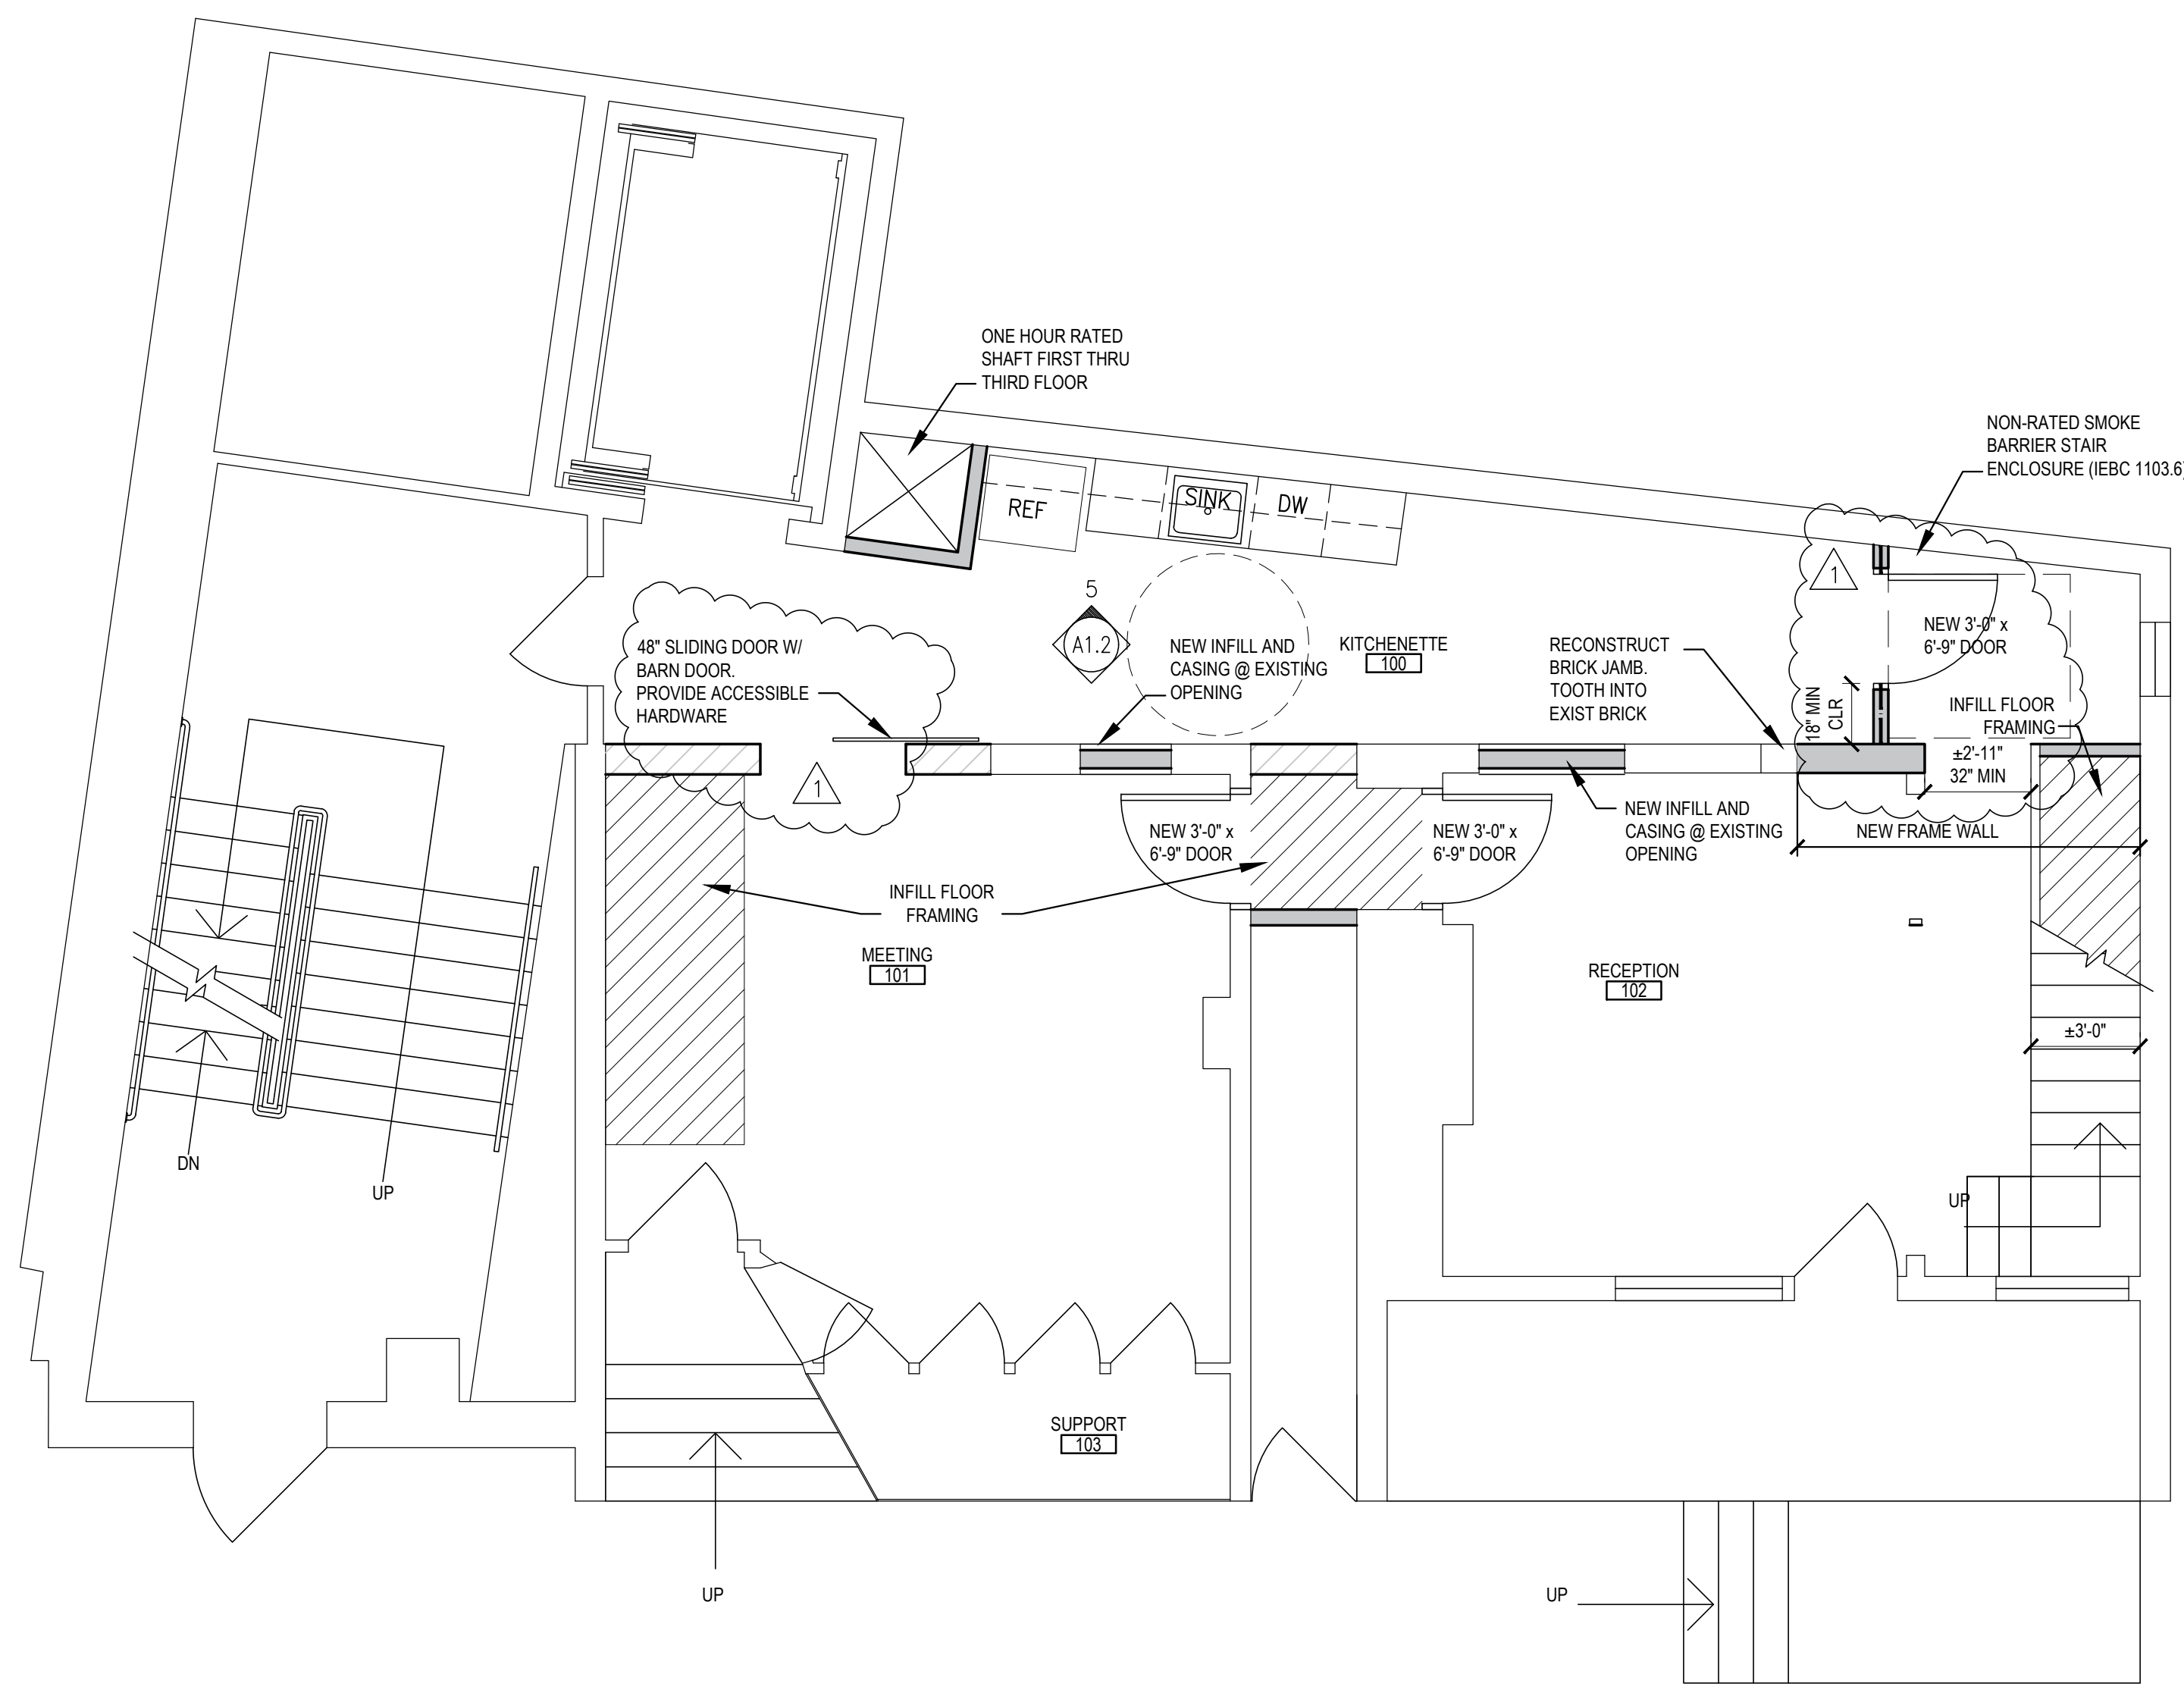 ONE HOUR RATED
SHAFT FIRST THRU
THIRD FLOOR
NON-RATED SMOKE
BARRIER STAIR
ENCLOSURE (IEBC 1103.6)
REF
SINK
DW
1
NEW 3'-0" x
6'-9" DOOR
5
A1.2
48" SLIDING DOOR W/
BARN DOOR.
PROVIDE ACCESSIBLE
HARDWARE
NEW INFILL AND
CASING @ EXISTING
OPENING
KITCHENETTE
100
RECONSTRUCT
BRICK JAMB.
TOOTH INTO
EXIST BRICK
18" MIN
CLR
INFILL FLOOR
FRAMING
±2'-11"
32" MIN
1
NEW 3'-0" x
6'-9" DOOR
NEW 3'-0" x
6'-9" DOOR
NEW INFILL AND
CASING @ EXISTING
OPENING
NEW FRAME WALL
INFILL FLOOR
FRAMING
MEETING
101
RECEPTION
102
±3'-0"
DN
UP
UP
SUPPORT
103
UP
UP